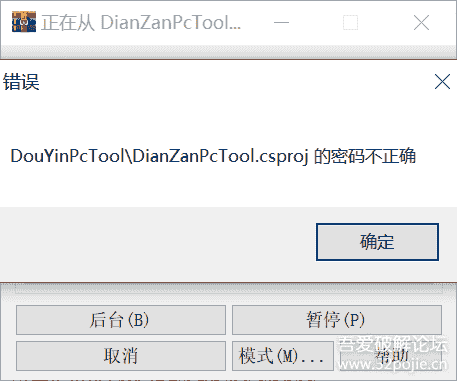 正在从 DianZanPcTool...
错误
DouYinPcTool\DianZanPcTool.csproj 的密码不正确
确定
后台(B)
暂停(P)
取消
模式(M)...
帮助
吾爱破解论坛
www.52pojie.cn